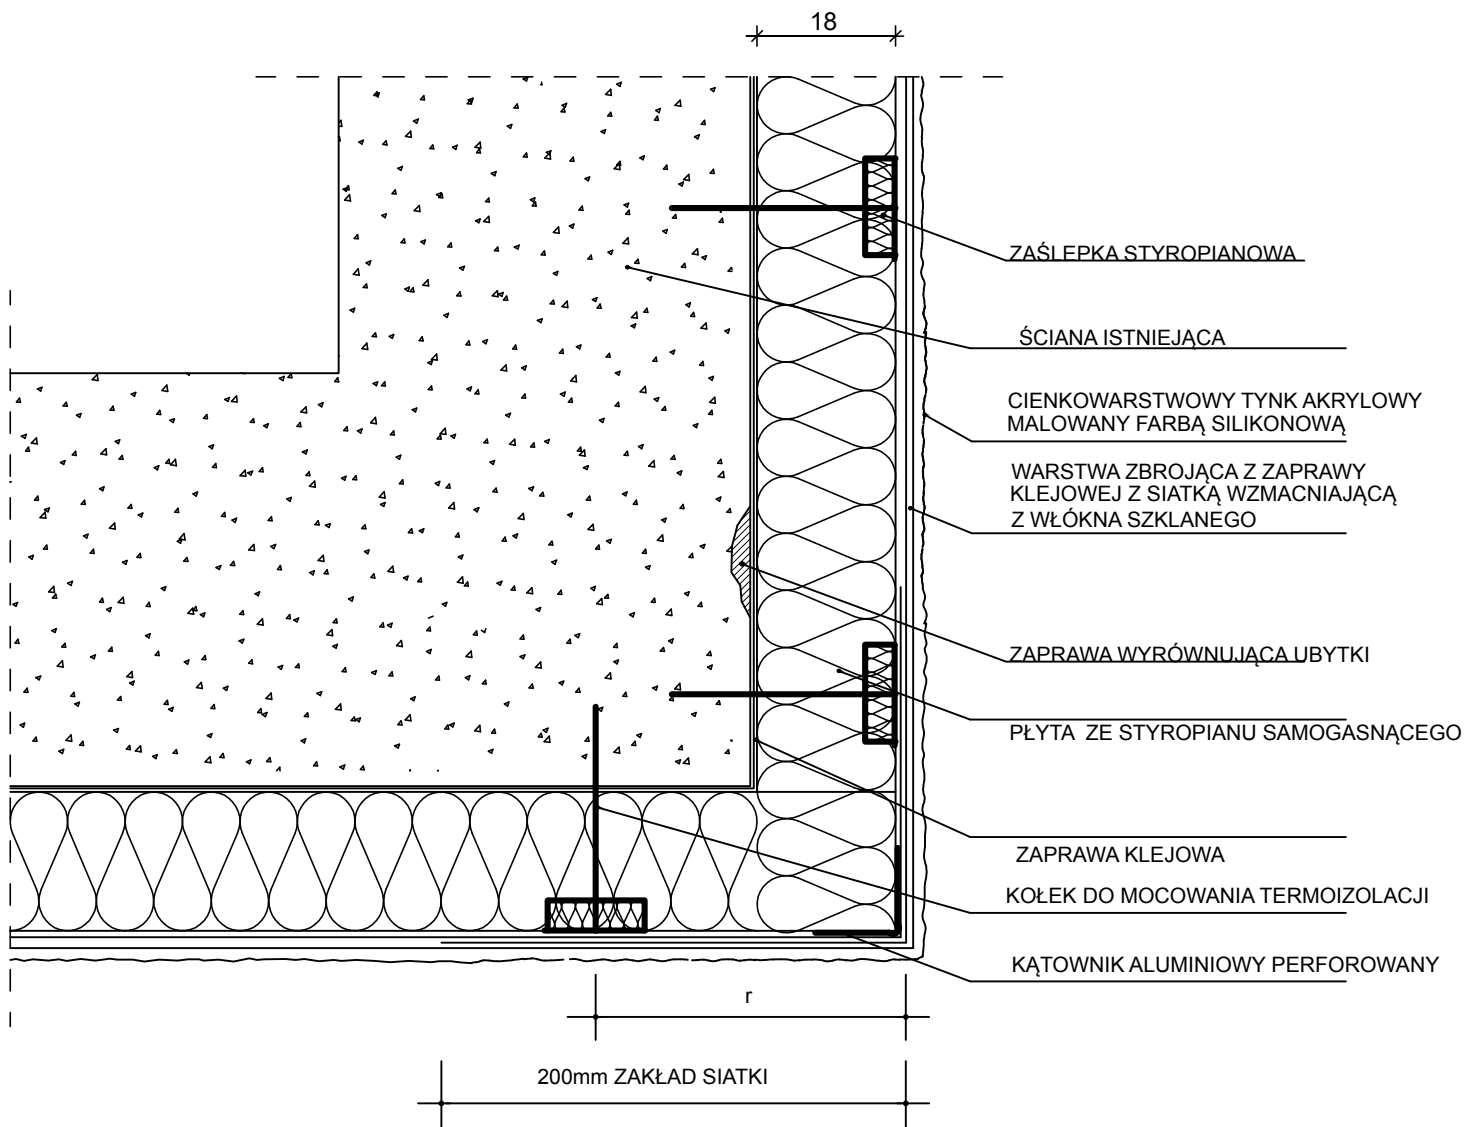 18
ZAŚLEPKA STYROPIANOWA
ŚCIANA ISTNIEJĄCA
CIENKOWARSTWOWY TYNK AKRYLOWY
MALOWANY FARBĄ SILIKONOWĄ
WARSTWA ZBROJĄCA Z ZAPRAWY
KLEJOWEJ Z SIATKĄ WZMACNIAJĄCĄ
Z WŁÓKNA SZKLANEGO
ZAPRAWA WYRÓWNUJĄCA UBYTKI
PŁYTA ZE STYROPIANU SAMOGASNĄCEGO
ZAPRAWA KLEJOWA
KOŁEK DO MOCOWANIA TERMOIZOLACJI
KĄTOWNIK ALUMINIOWY PERFOROWANY
r
200mm ZAKŁAD SIATKI